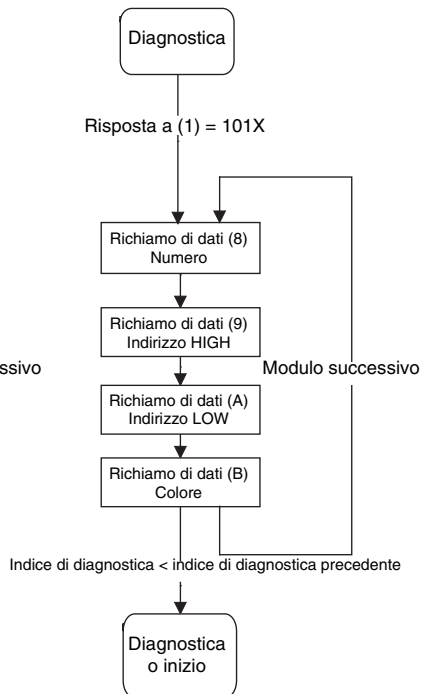 Diagnostica
Risposta a (1) = 101X
Richiamo di dati (8)
Numero
Richiamo di dati (9)
Indirizzo HIGH
ssivo
Modulo successivo
Richiamo di dati (A)
Indirizzo LOW
Richiamo di dati (B)
Colore
Indice di diagnostica < indice di diagnostica precedente
Diagnostica
o inizio